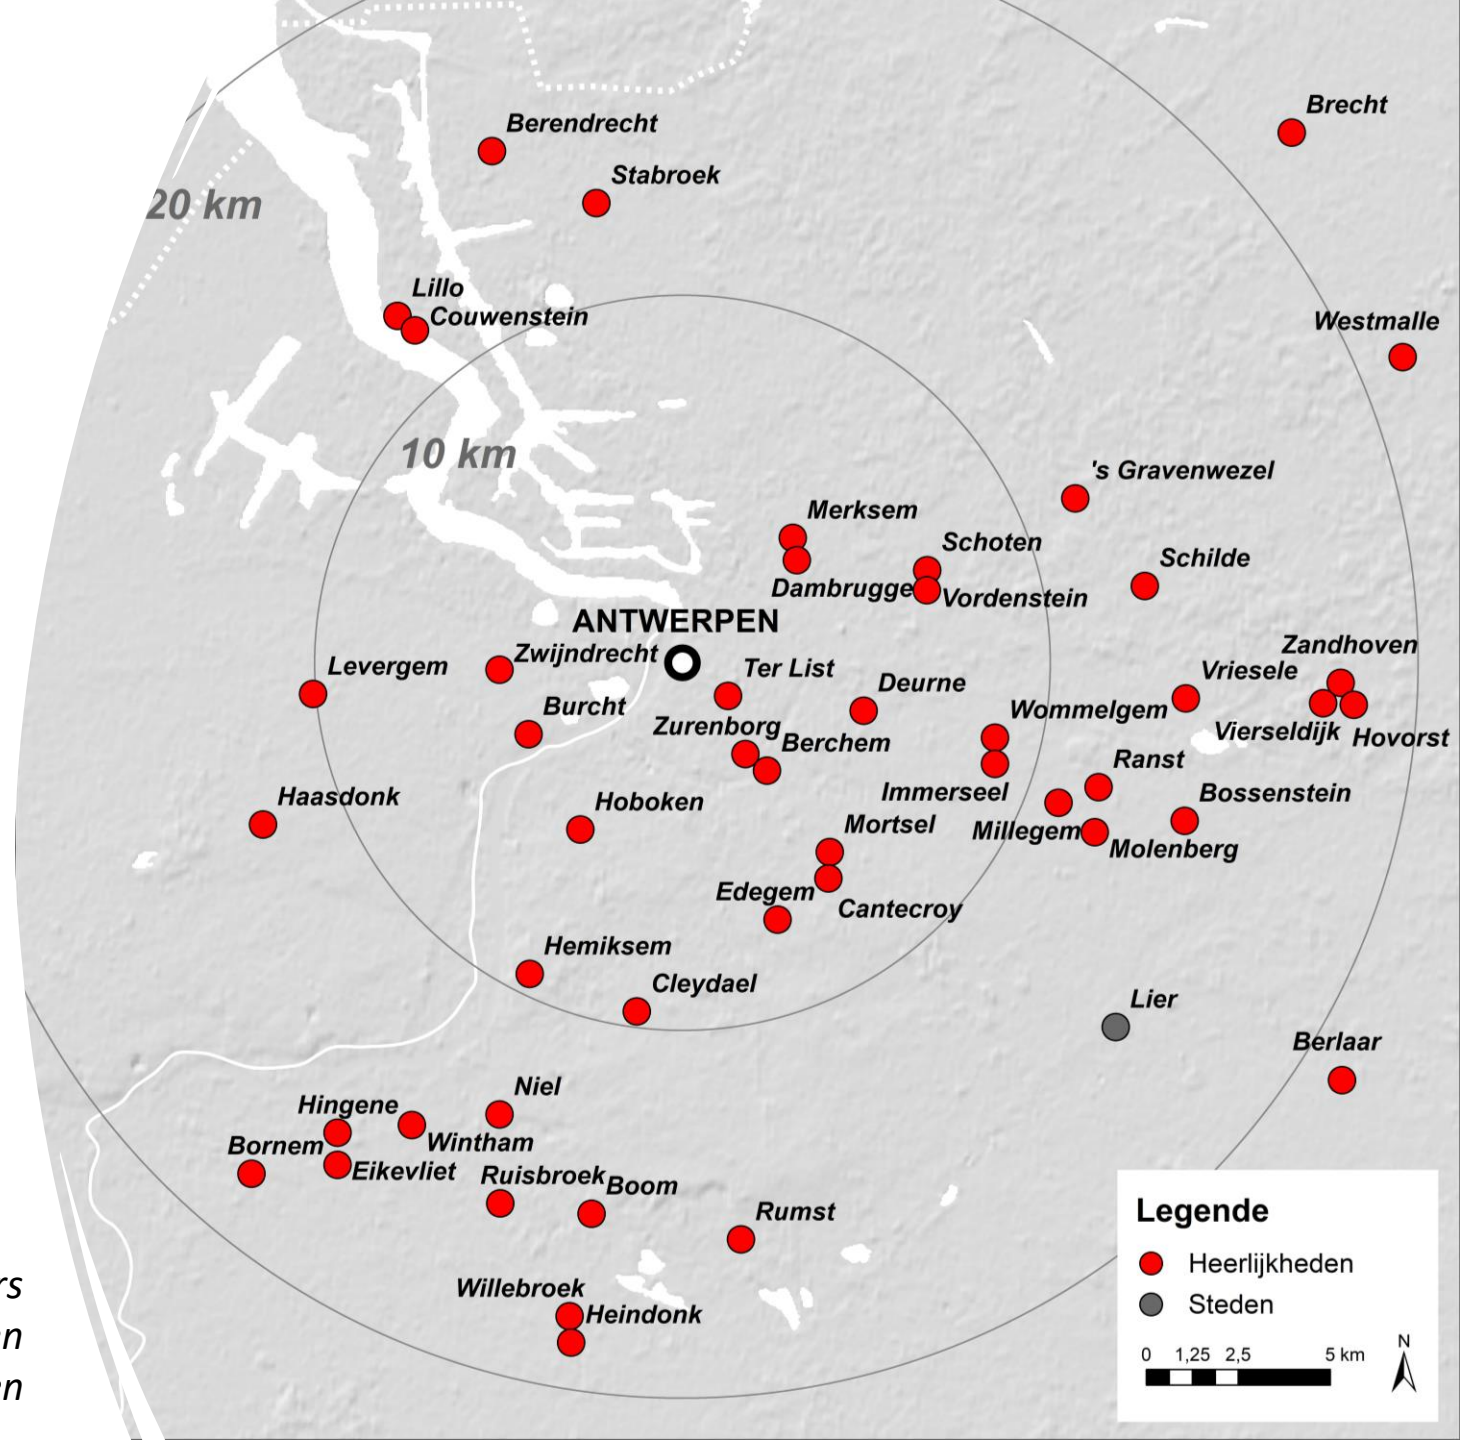 Brecht
Berendrecht
Stabroek
20 km
Lillo
Couwenstein
Westmalle
10 km
's Gravenwezel
Merksem
Schoten
Schilde
Dambrugge
Vordenstein
ANTWERPEN
Zandhoven
Zwijndrecht
Levergem
Ter List
Vriesele
Deurne
Burcht
Wommelgem
Zurenborg
Vierseldijk
Hovorst
Berchem
Ranst
Immerseel
Bossenstein
Haasdonk
Hoboken
Mortsel
Millegem
Molenberg
Edegem
Cantecroy
Hemiksem
Cleydael
Lier
Berlaar
Niel
Hingene
Wintham
Bornem
Eikevliet
Ruisbroek
Boom
Rumst
Willebroek
Heindonk
rs
en
en
Legende
Heerlijkheden
Steden
0 1,25 2,5 5 km
N